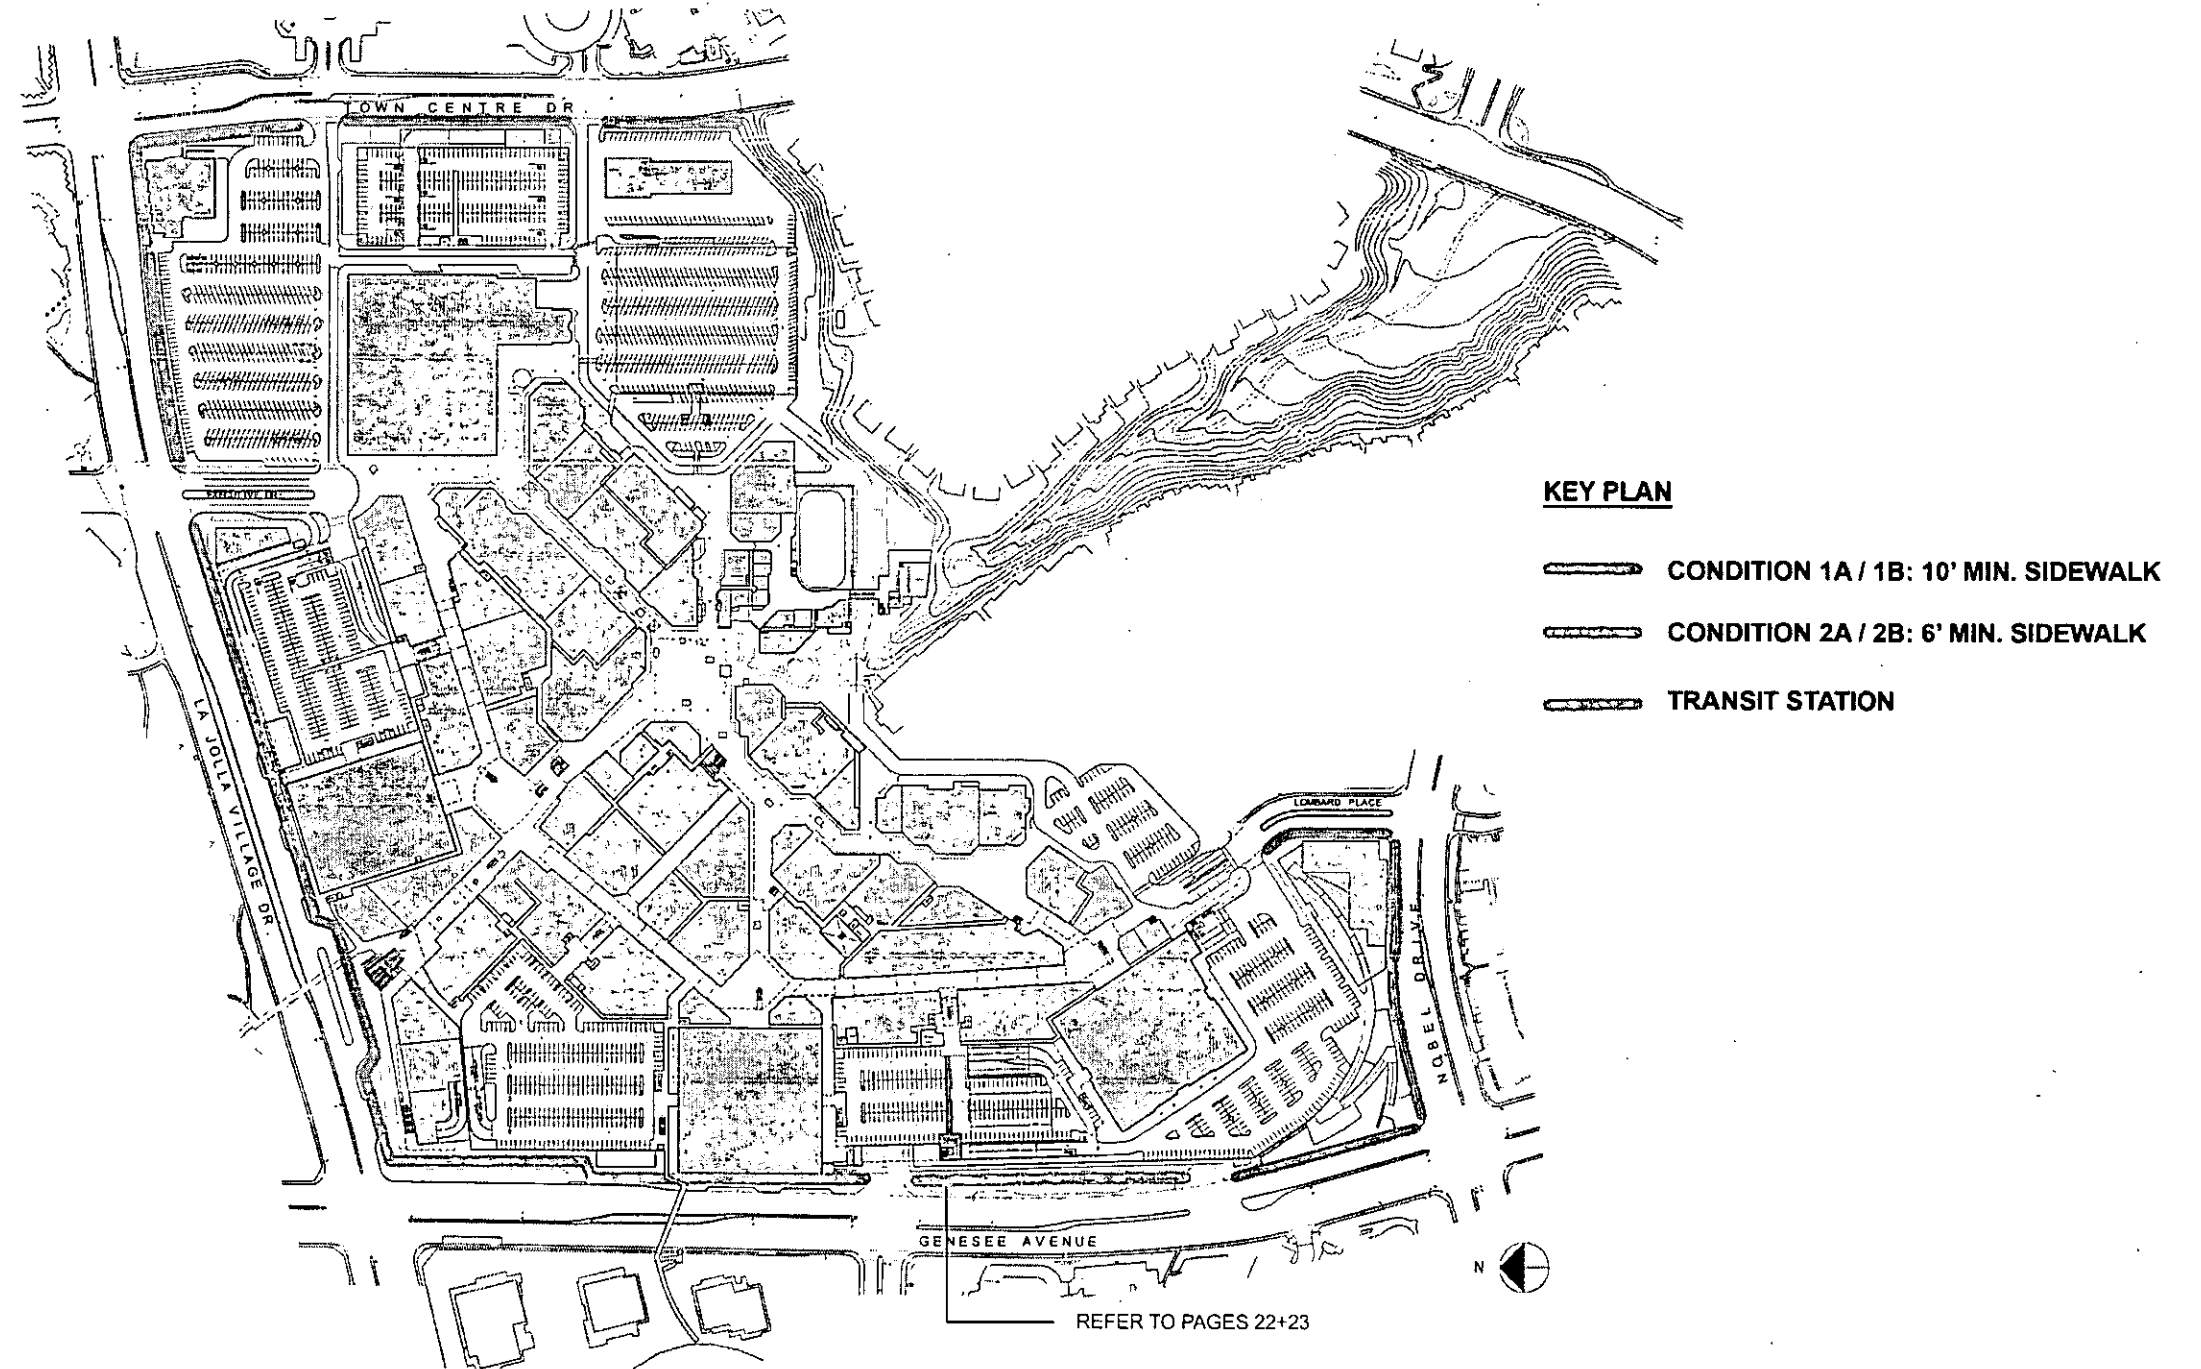 TOWN CENTRE DR
EXECUTIVE DR.
KEY PLAN
CONDITION 1A / 1B: 10' MIN. SIDEWALK
CONDITION 2A / 2B: 6' MIN. SIDEWALK
TRANSIT STATION
LA JOLLA VILLAGE DR.
LOMBARD PLACE
NOBEL DRIVE
GENESEE AVENUE
N
REFER TO PAGES 22+23